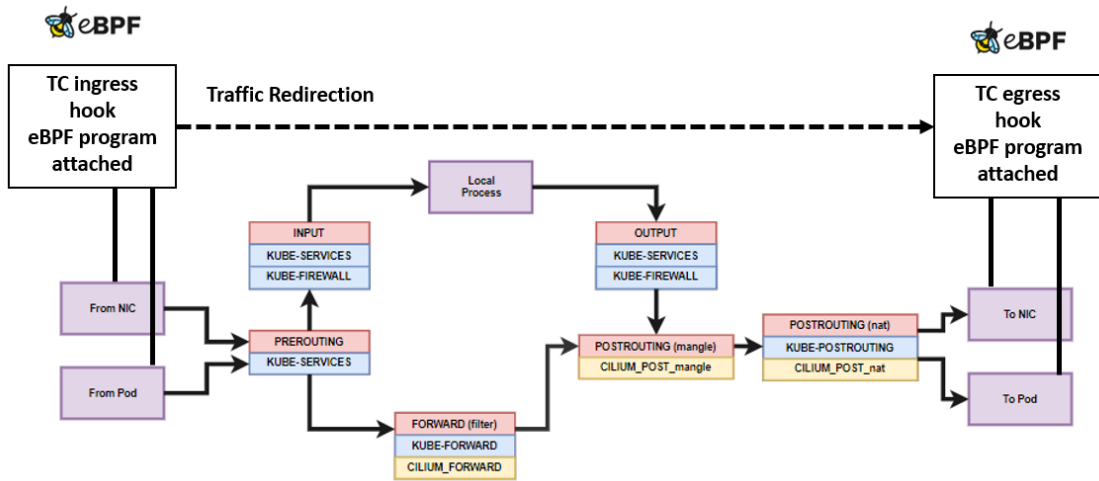 eBPF
eBPF
TC ingress
hook
eBPF program
attached
Traffic Redirection
TC egress
hook
eBPF program
attached
Local
Process
INPUT
KUBE-SERVICES
KUBE-FIREWALL
OUTPUT
KUBE-SERVICES
KUBE-FIREWALL
From NIC
PREROUTING
KUBE-SERVICES
From Pod
POSTROUTING (mangle)
CILIUM_POST_mangle
POSTROUTING (nat)
KUBE-POSTROUTING
CILIUM_POST_nat
To NIC
To Pod
FORWARD (filter)
KUBE-FORWARD
CILIUM_FORWARD